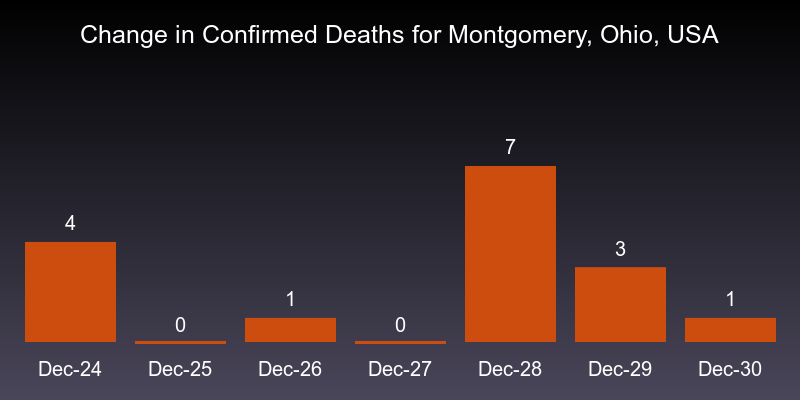 Change in Confirmed Deaths for Montgomery, Ohio, USA
4
0
1
0
7
3
1
Dec-24
Dec-25
Dec-26
Dec-27
Dec-28
Dec-29
Dec-30